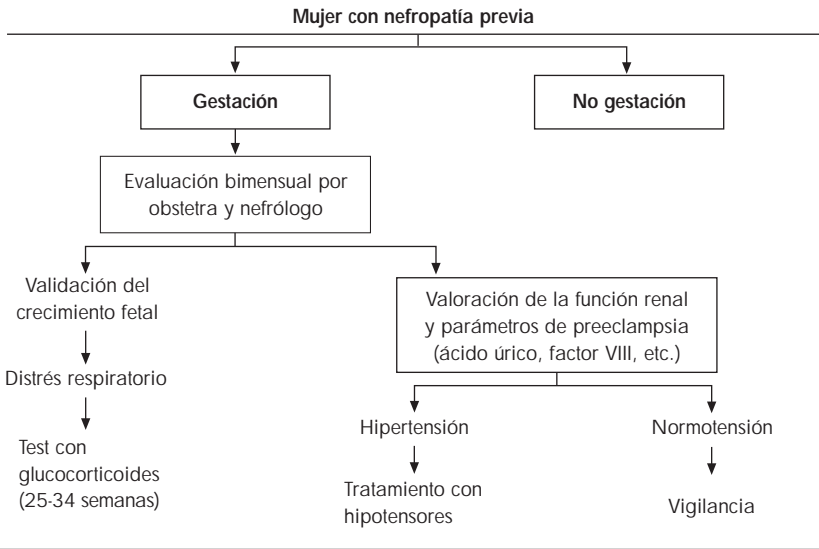 Mujer con nefropatía previa
Gestación
No gestación
Evaluación bimensual por
obstetra y nefrólogo
Validación del
crecimiento fetal
Distrés respiratorio
Test con
glucocorticoides
(25-34 semanas)
Valoración de la función renal
y parámetros de preeclampsia
(ácido úrico, factor VIII, etc.)
Hipertensión
Tratamiento con
hipotensores
Normotensión
Vigilancia